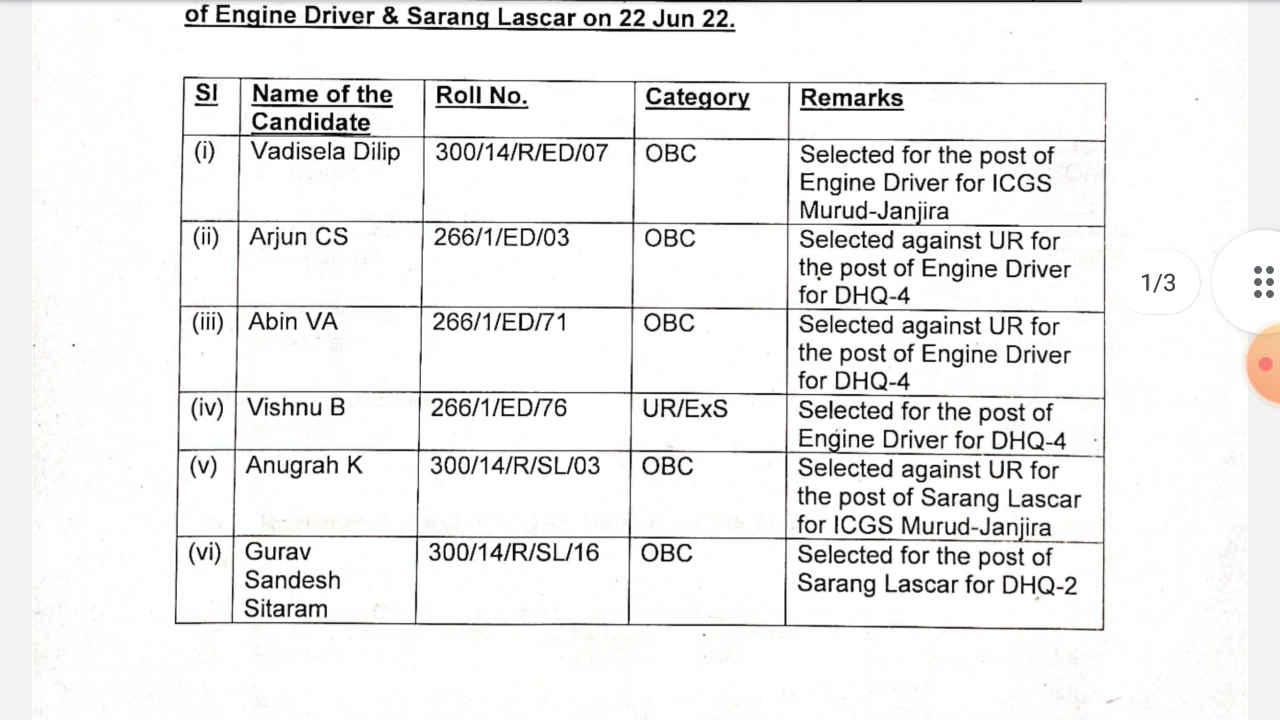 of Engine Driver & Sarang Lascar on 22 Jun 22.
Sl Name of the Candidate Roll No. Category Remarks
(i) Vadisela Dilip 300/14/R/ED/07 OBC Selected for the post of
Engine Driver for ICGS
Murud-Janjira
(ii) Arjun CS 266/1/ED/03 OBC Selected against UR for
the post of Engine Driver
for DHQ-4
(iii) Abin VA 266/1/ED/71 OBC Selected against UR for
the post of Engine Driver
for DHQ-4
(iv) Vishnu B 266/1/ED/76 UR/ExS Selected for the post of
Engine Driver for DHQ-4
(v) Anugrah K 300/14/R/SL/03 OBC Selected against UR for
the post of Sarang Lascar
for ICGS Murud-Janjira
(vi) Gurav 300/14/R/SL/16 OBC Selected for the post of
Sandesh Sarang Lascar for DHQ-2
Sitaram
1/3